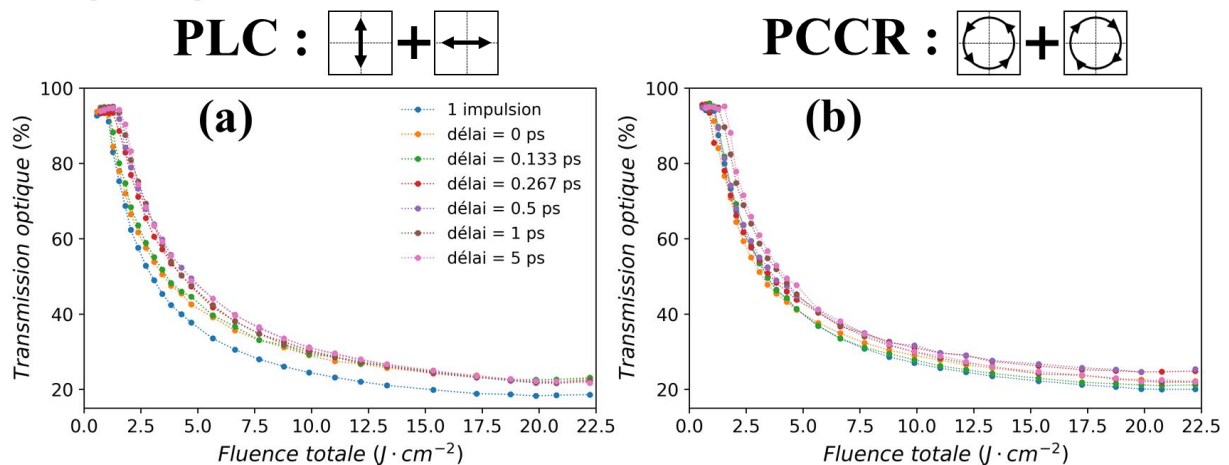 PLC : +
PCCR : +
(a)
100
80
60
40
20
Transmission optique (%)
0.0 2.5 5.0 7.5 10.0 12.5 15.0 17.5 20.0 22.5
Fluence totale (J · cm⁻²)
1 impulsion
délai = 0 ps
délai = 0.133 ps
délai = 0.267 ps
délai = 0.5 ps
délai = 1 ps
délai = 5 ps
(b)
100
80
60
40
20
Transmission optique (%)
0.0 2.5 5.0 7.5 10.0 12.5 15.0 17.5 20.0 22.5
Fluence totale (J · cm⁻²)